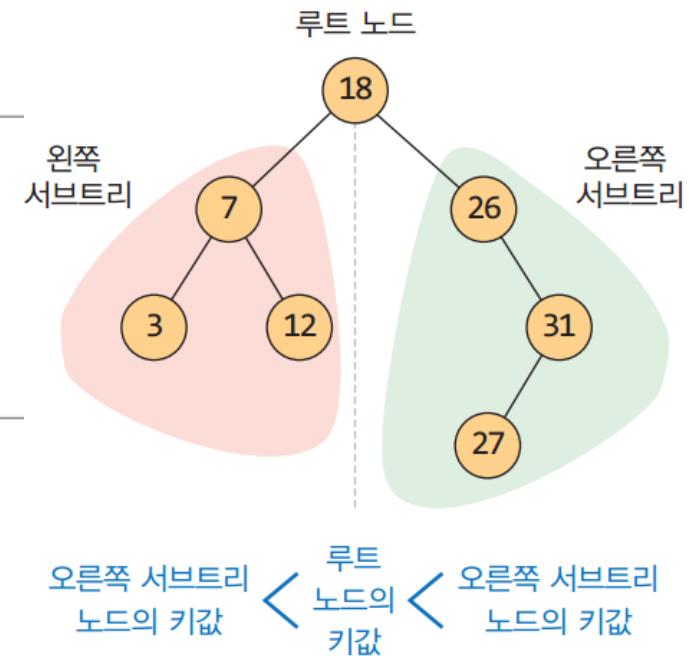 루트 노드
18
왼쪽
서브트리
오른쪽
서브트리
7
26
3
12
31
27
오른쪽 서브트리
노드의 키값
<
루트
노드의
키값
<
오른쪽 서브트리
노드의 키값